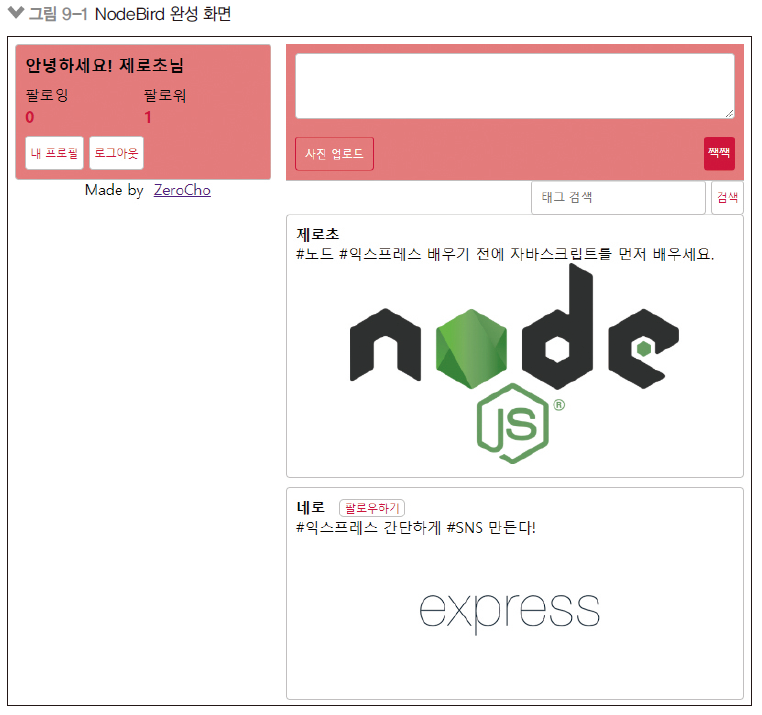 그림 9-1 NodeBird 완성 화면
안녕하세요! 제로초님
팔로잉 팔로워
0 1
내 프로필 로그아웃
Made by ZeroCho
사진 업로드 짹짹
태그 검색 검색
제로초
#노드 #익스프레스 배우기 전에 자바스크립트를 먼저 배우세요.
node
JS®
네로 팔로우하기
#익스프레스 간단하게 #SNS 만든다!
express